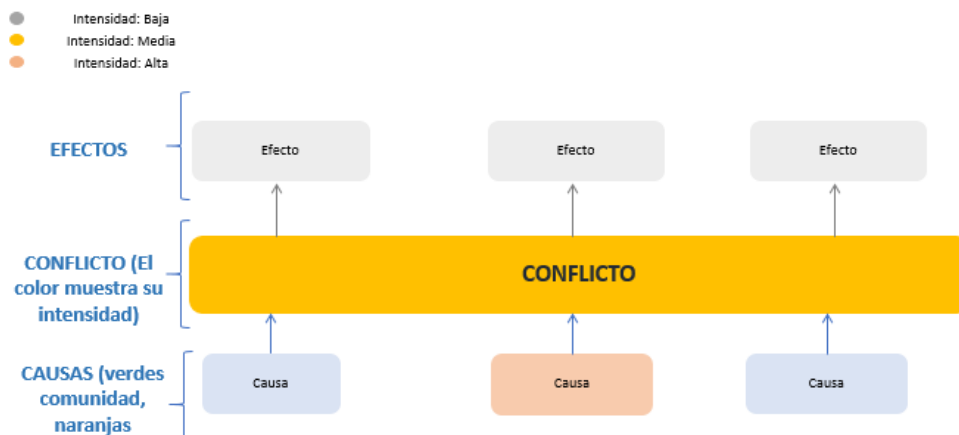 Intensidad: Baja
Intensidad: Media
Intensidad: Alta
EFECTOS
Efecto
Efecto
Efecto
CONFLICTO (El
color muestra su
intensidad)
CONFLICTO
CAUSAS (verdes
comunidad,
naranjas
Causa
Causa
Causa